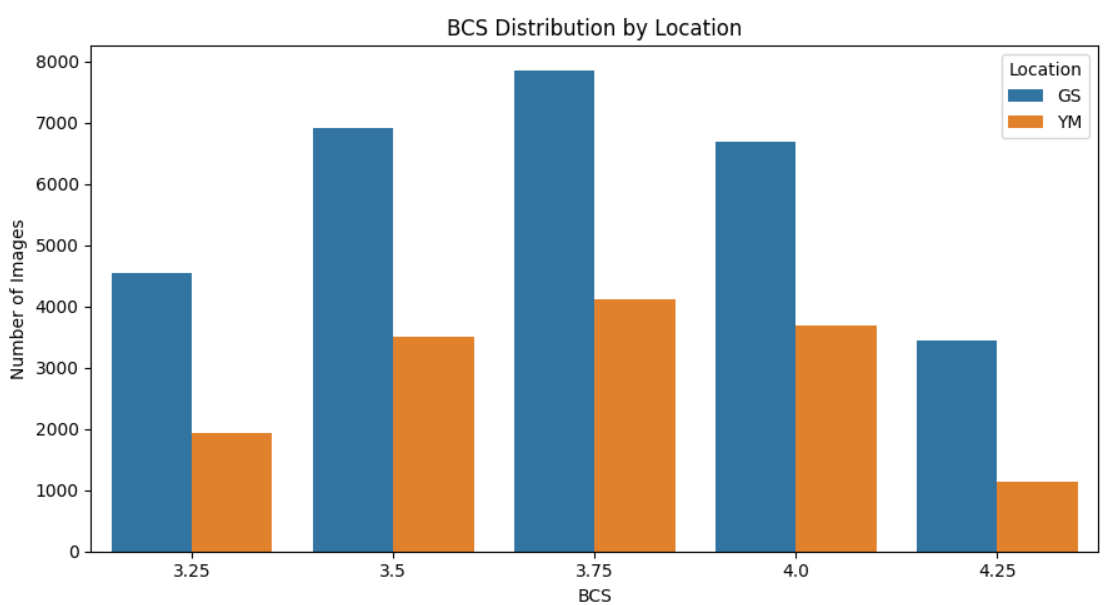 BCS Distribution by Location
Number of Images
8000
7000
6000
5000
4000
3000
2000
1000
0
Location
GS
YM
3.25
3.5
3.75
4.0
4.25
BCS